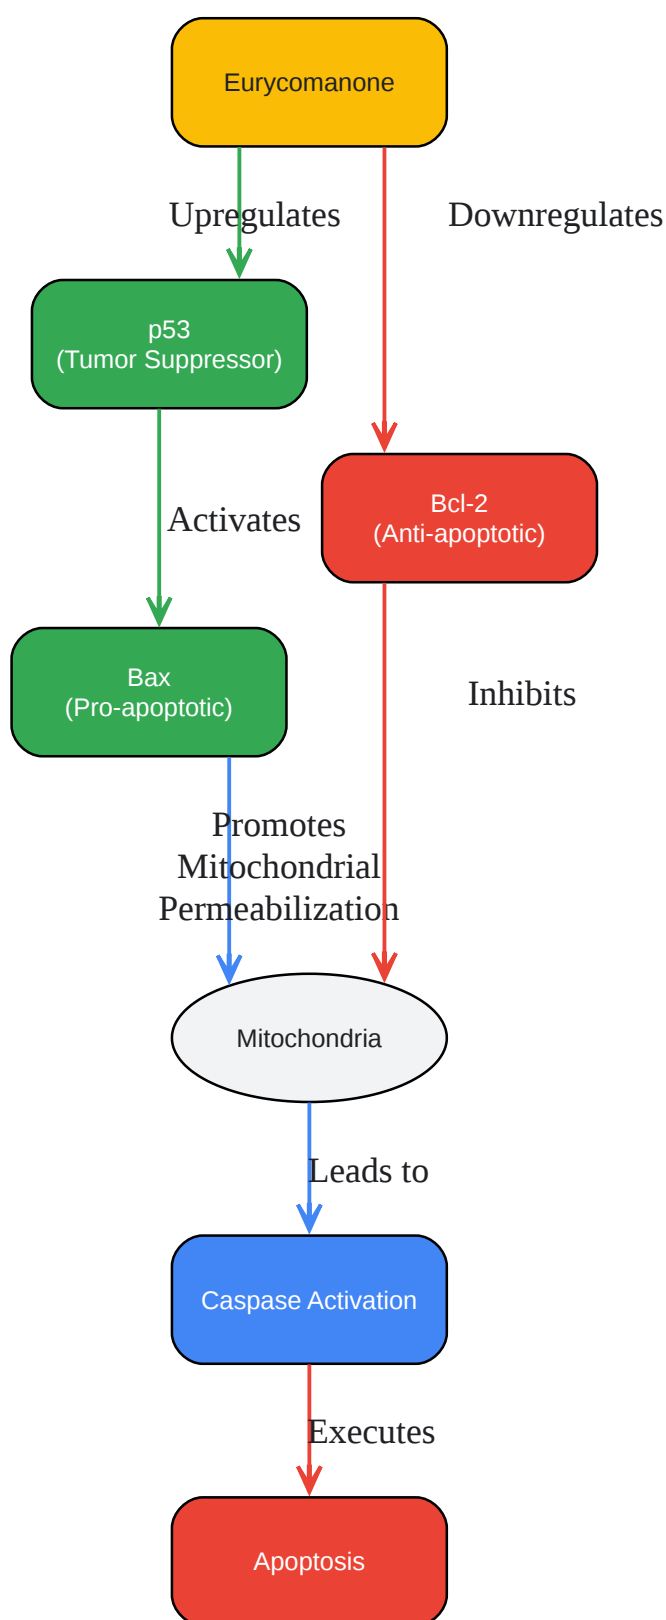 Eurycomanone
Upregulates
Downregulates
p53
(Tumor Suppressor)
Bcl-2
(Anti-apoptotic)
Activates
Bax
(Pro-apoptotic)
Inhibits
Promotes
Mitochondrial
Permeabilization
Mitochondria
Leads to
Caspase Activation
Executes
Apoptosis